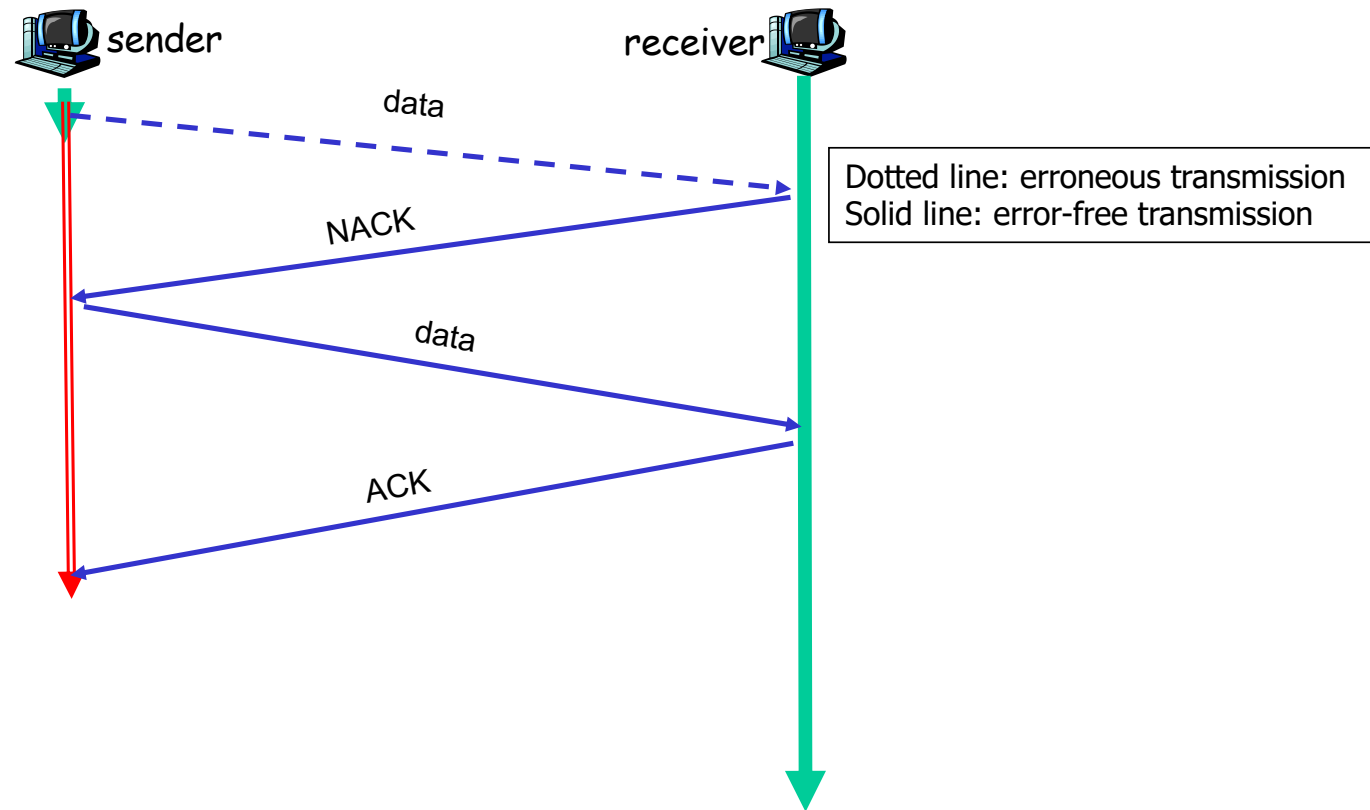 sender
receiver
data
Dotted line: erroneous transmission
Solid line: error-free transmission
NACK
data
ACK